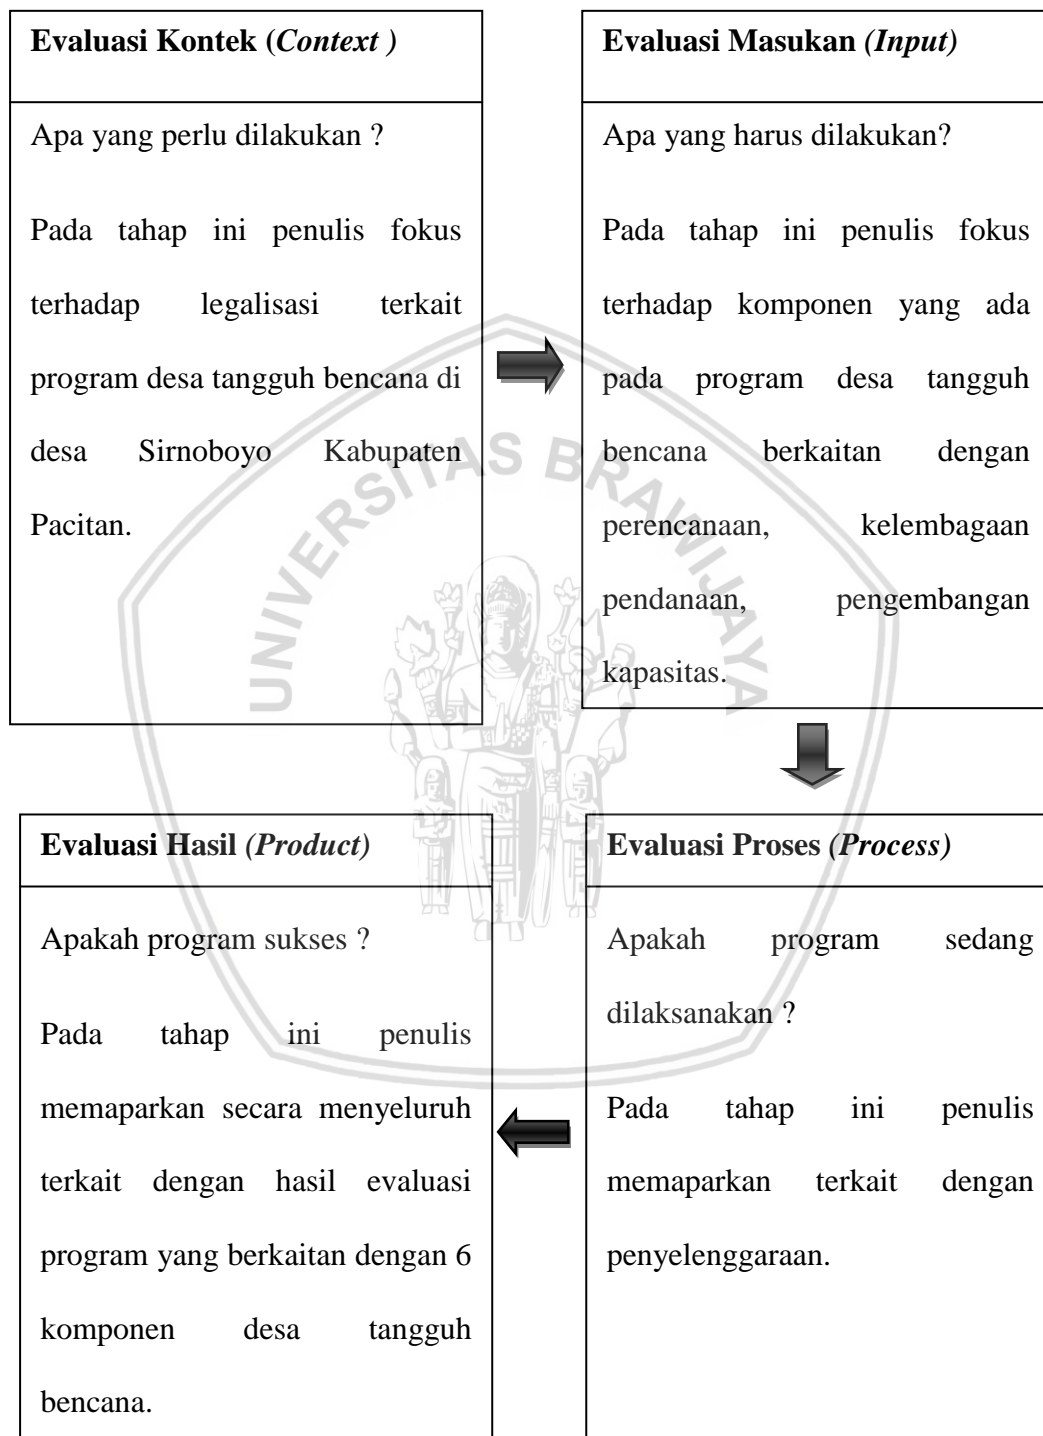 Evaluasi Kontek (Context )
Apa yang perlu dilakukan ?
Pada tahap ini penulis fokus
terhadap legalisasi terkait
program desa tangguh bencana di
desa Sirnoboyo Kabupaten
Pacitan.
Evaluasi Masukan (Input)
Apa yang harus dilakukan?
Pada tahap ini penulis fokus
terhadap komponen yang ada
pada program desa tangguh
bencana berkaitan dengan
perencanaan, kelembagaan
pendanaan, pengembangan
kapasitas.
Evaluasi Hasil (Product)
Apakah program sukses ?
Pada tahap ini penulis
memaparkan secara menyeluruh
terkait dengan hasil evaluasi
program yang berkaitan dengan 6
komponen desa tangguh
bencana.
Evaluasi Proses (Process)
Apakah program sedang
dilaksanakan ?
Pada tahap ini penulis
memaparkan terkait dengan
penyelenggaraan.
UNIVERSITAS BRAWIJAYA